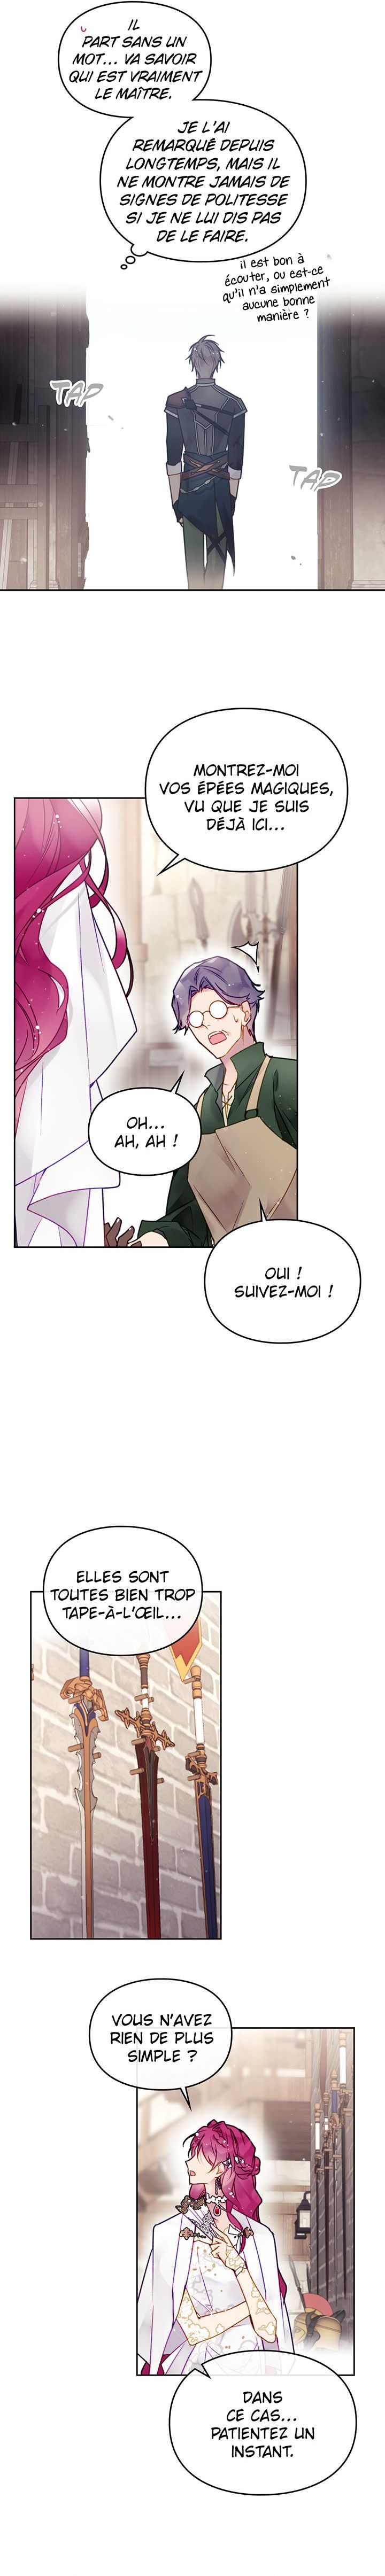 IL
PART SANS UN
MOT... VA SAVOIR
QUI EST VRAIMENT
LE MAÎTRE.
JE L'AI
REMARQUÉ DEPUIS
LONGTEMPS, MAIS IL
NE MONTRE JAMAIS DE
SIGNES DE POLITESSE
SI JE NE LUI DIS PAS
DE LE FAIRE.
il est bon à
écouter, ou est-ce
qu'il n'a simplement
aucune bonne
manière ?
TAP
TAP
MONTREZ-MOI
VOS ÉPÉES MAGIQUES,
VU QUE JE SUIS
DÉJÀ ICI...
OH...
AH, AH !
OUI !
SUIVEZ-MOI !
ELLES SONT
TOUTES BIEN TROP
TAPE-À-L'ŒIL...
VOUS N'AVEZ
RIEN DE PLUS
SIMPLE ?
DANS
CE CAS...
PATIENTEZ UN
INSTANT.